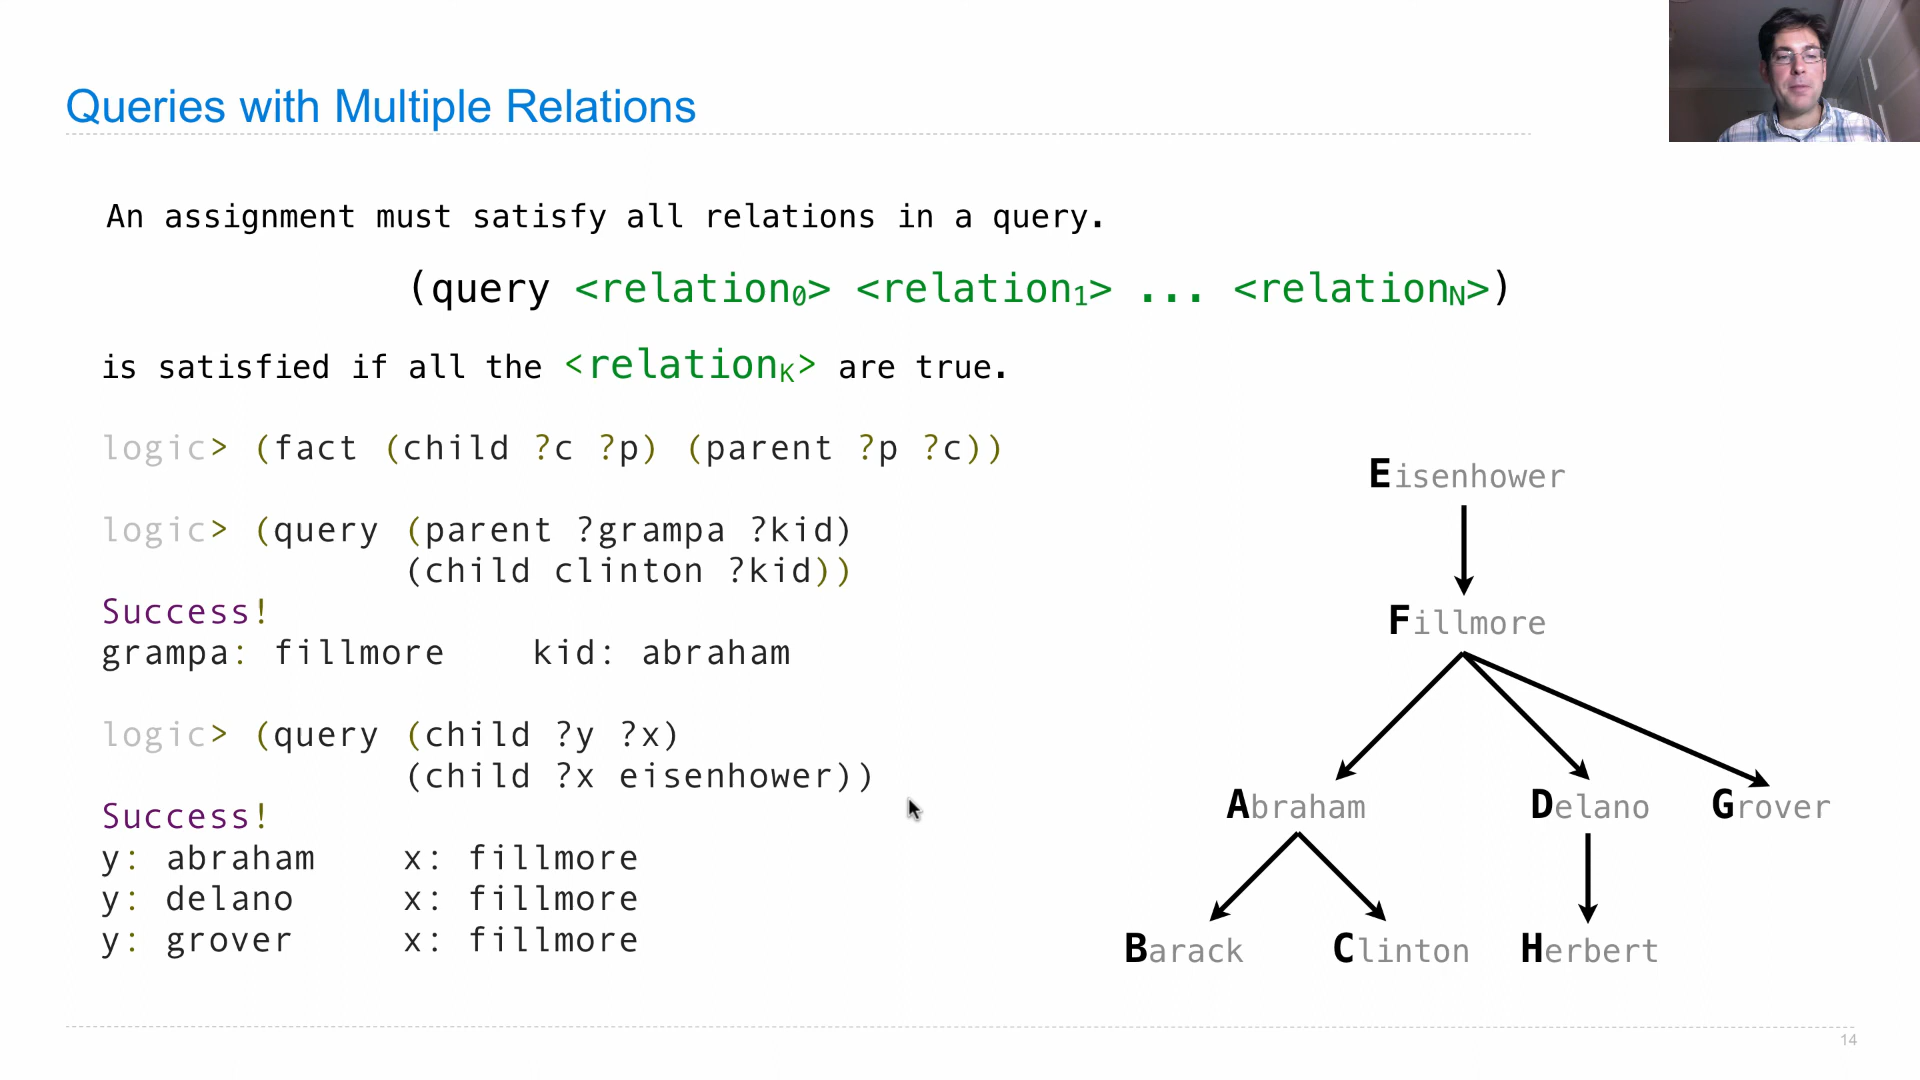 Queries with Multiple Relations
An assignment must satisfy all relations in a query.
(query <relation0> <relation1> ... <relationN>)
is satisfied if all the <relationK> are true.
logic> (fact (child ?c ?p) (parent ?p ?c))
logic> (query (parent ?grampa ?kid)
(child clinton ?kid))
Success!
grampa: fillmore kid: abraham
logic> (query (child ?y ?x)
(child ?x eisenhower))
Success!
y: abraham x: fillmore
y: delano x: fillmore
y: grover x: fillmore
Eisenhower
Fillmore
Abraham Delano Grover
Barack Clinton Herbert
14